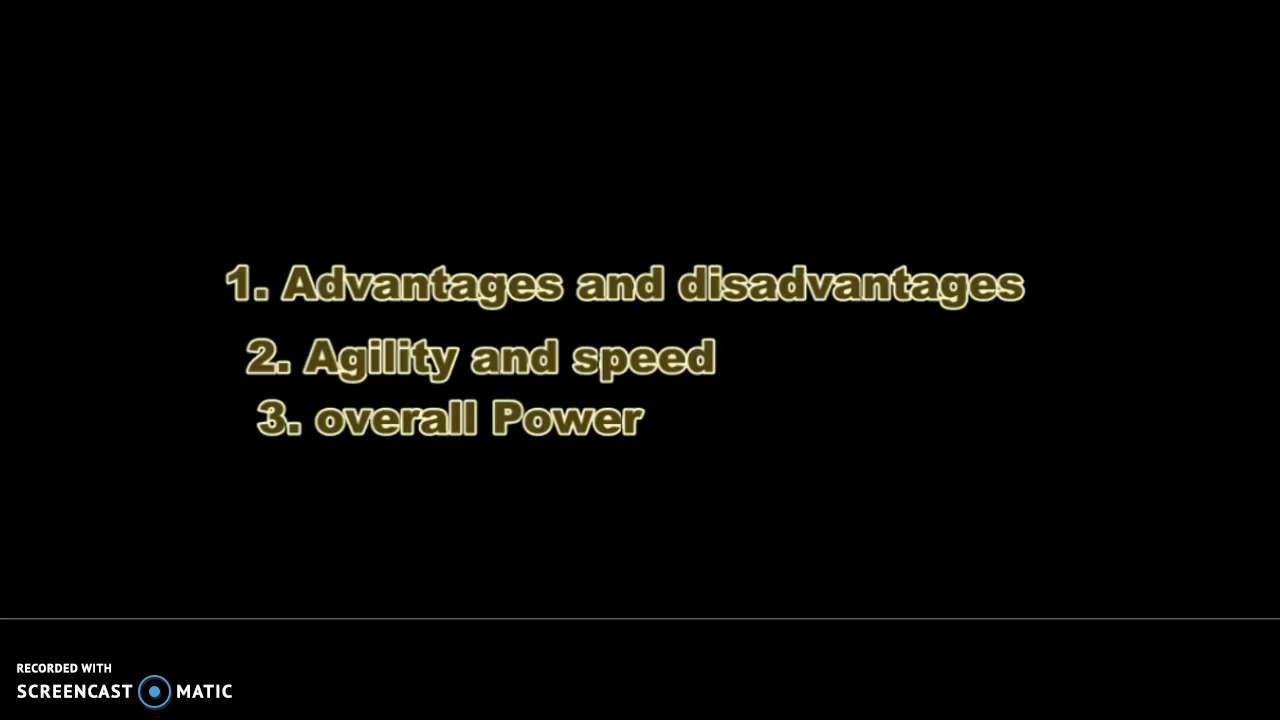 1. Advantages and disadvantages
2. Agility and speed
3. overall Power
RECORDED WITH
SCREENCAST MATIC